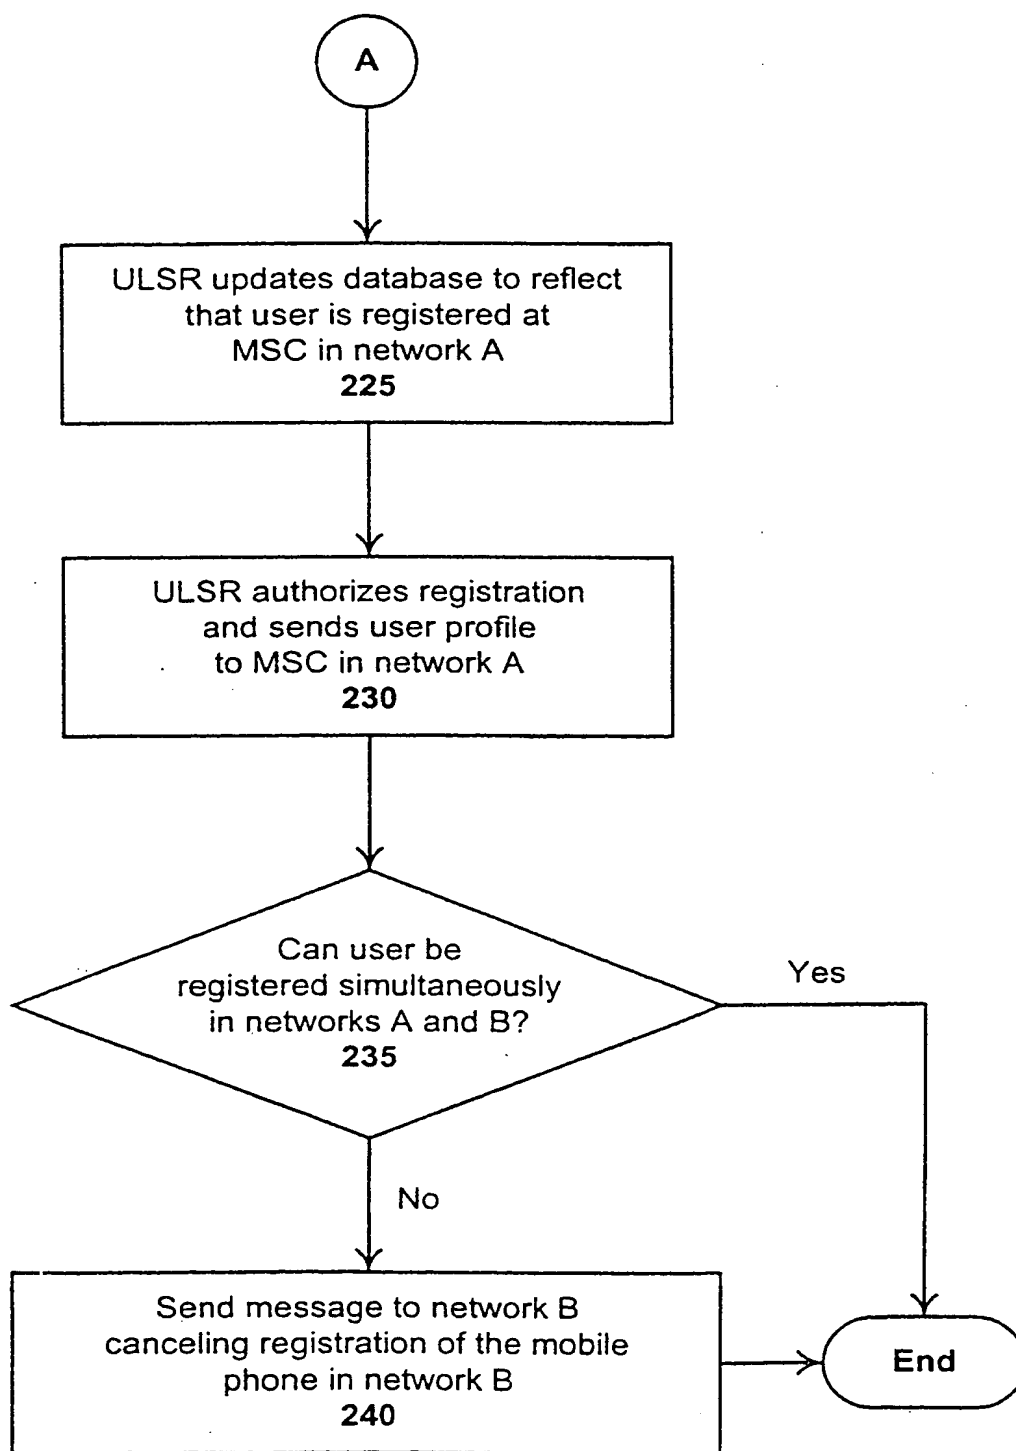 A
ULSR updates database to reflect
that user is registered at
MSC in network A
225
ULSR authorizes registration
and sends user profile
to MSC in network A
230
Can user be
registered simultaneously
in networks A and B?
235
Yes
No
Send message to network B
canceling registration of the mobile
phone in network B
240
End